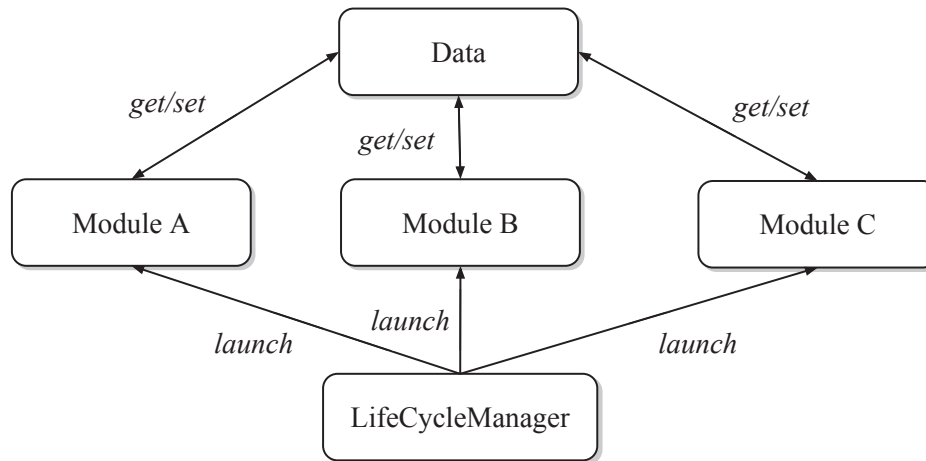 Data
get/set
get/set
get/set
Module A
Module B
Module C
launch
launch
launch
LifeCycleManager